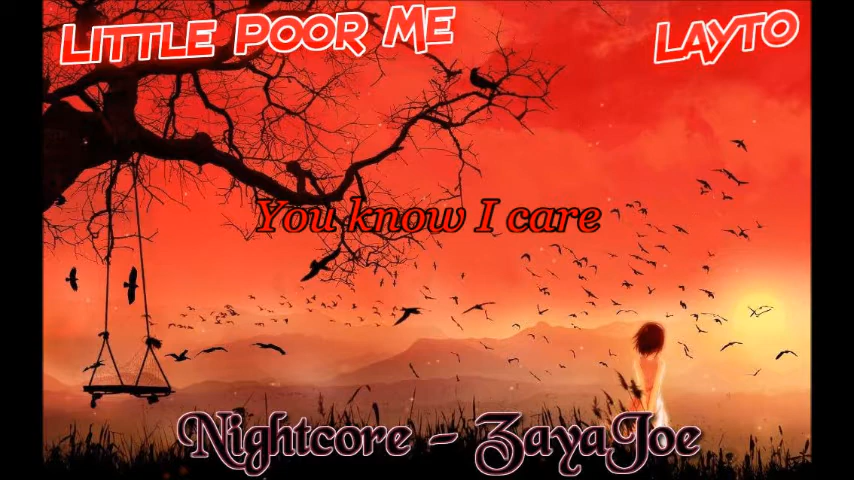 LITTLE POOR ME
LAYTO
You know I care
Nightcore - ZayaJoe